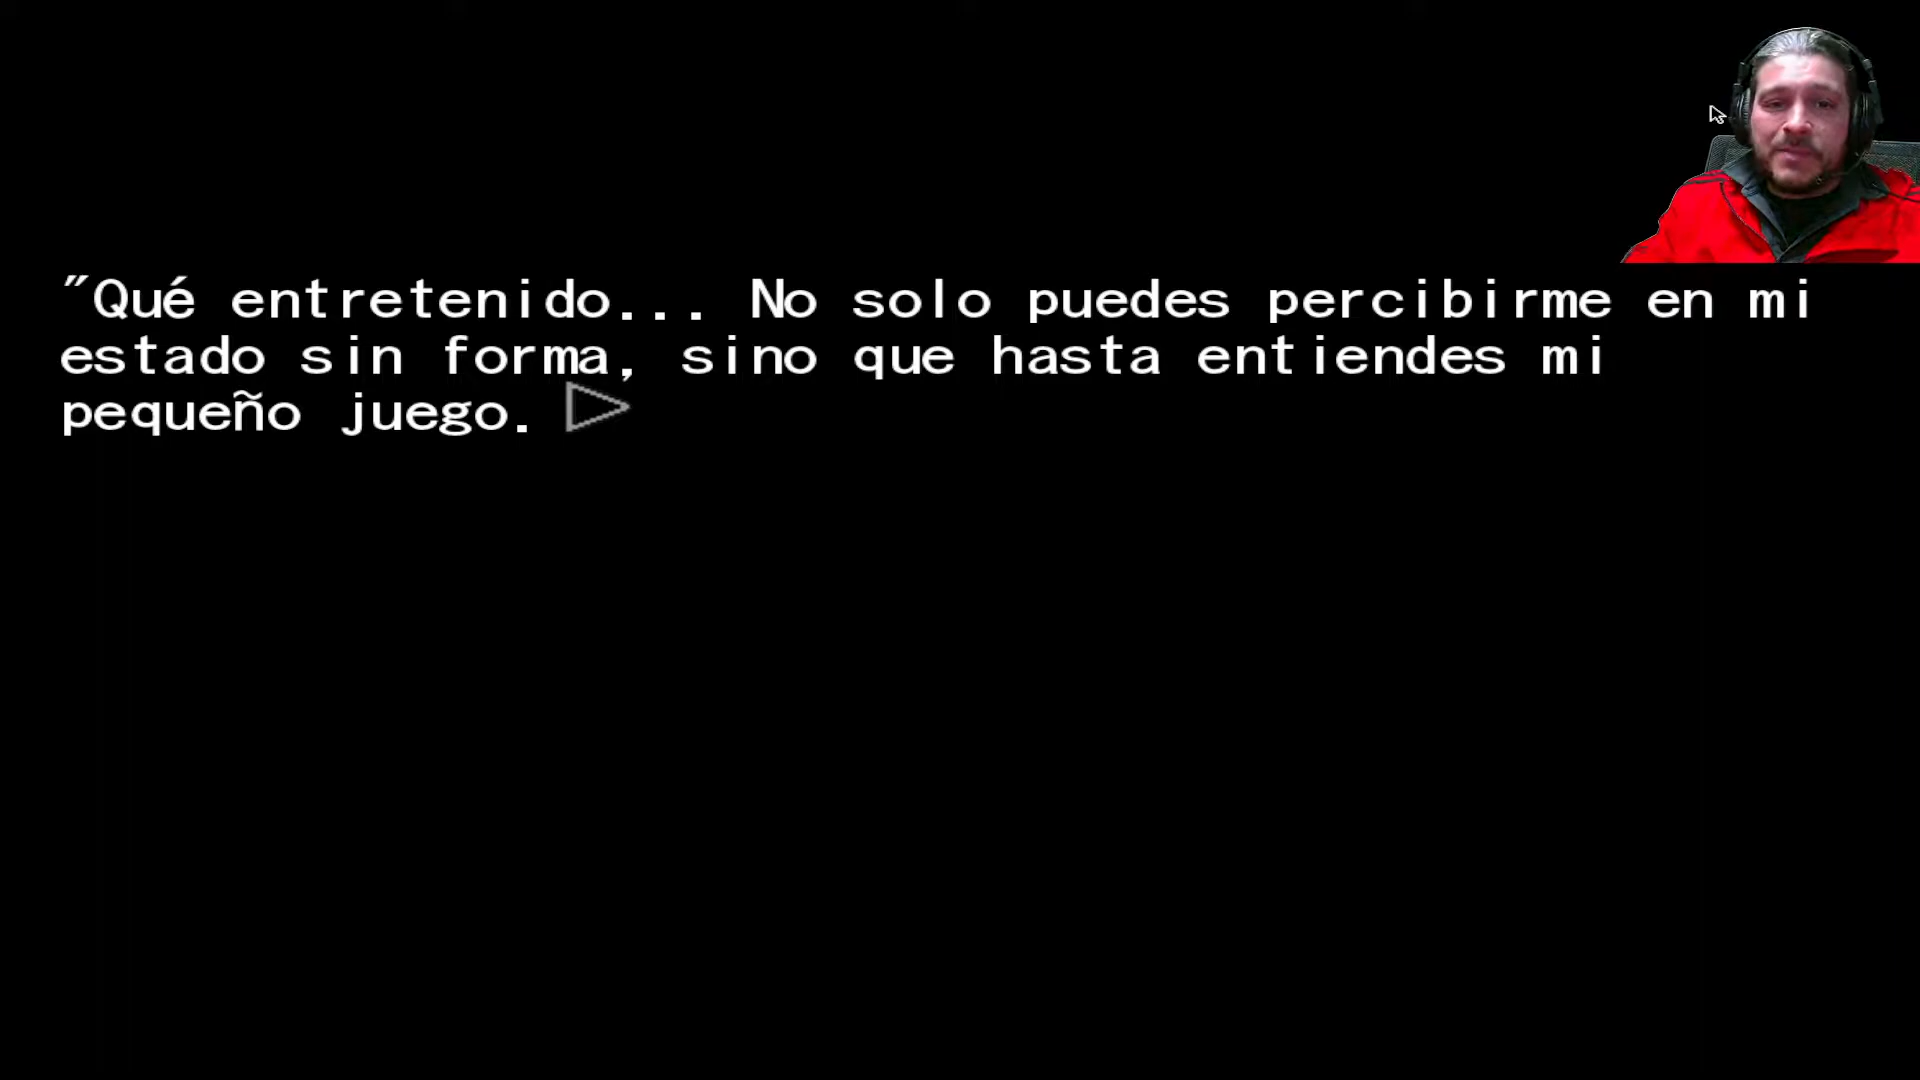 "Qué entretenido... No solo puedes percibirme en mi
estado sin forma, sino que hasta entiendes mi
pequeño juego.